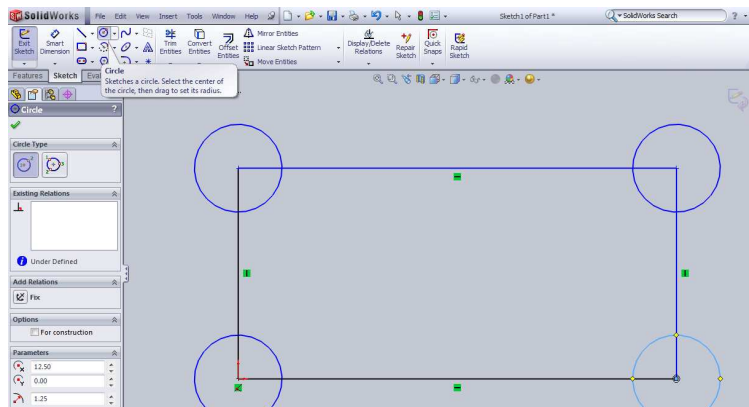 SolidWorks File Edit View Insert Tools Window Help Sketch1 of Part1 * SolidWorks Search
Exit Sketch
Smart Dimension
Trim Entities
Convert Entities
Offset Entities
Mirror Entities
Linear Sketch Pattern
Move Entities
Display/Delete Relations
Repair Sketch
Quick Snaps
Rapid Sketch
Features Sketch Eva
Circle
Sketches a circle. Select the center of
the circle, then drag to set its radius.
Circle ?
Circle Type
Existing Relations
Under Defined
Add Relations
Fix
Options
For construction
Parameters
12.50
0.00
1.25